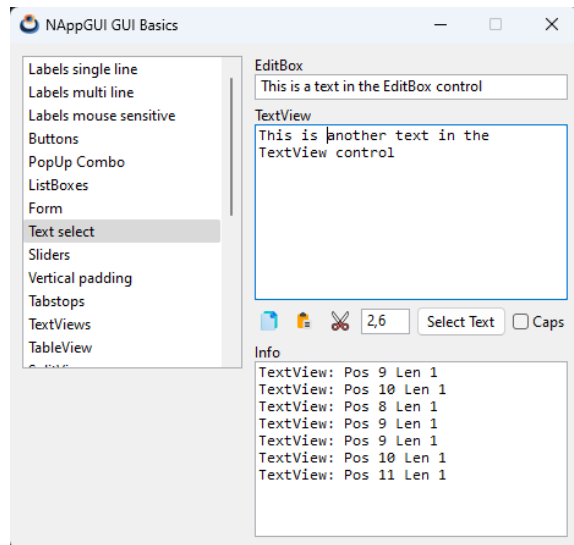 NAppGUI GUI Basics
Labels single line
Labels multi line
Labels mouse sensitive
Buttons
PopUp Combo
ListBoxes
Form
Text select
Sliders
Vertical padding
Tabstops
TextViews
TableView
EditBox
This is a text in the EditBox control
TextView
This is another text in the
TextView control
2,6
Select Text
Caps
Info
TextView: Pos 9 Len 1
TextView: Pos 10 Len 1
TextView: Pos 8 Len 1
TextView: Pos 9 Len 1
TextView: Pos 9 Len 1
TextView: Pos 10 Len 1
TextView: Pos 11 Len 1